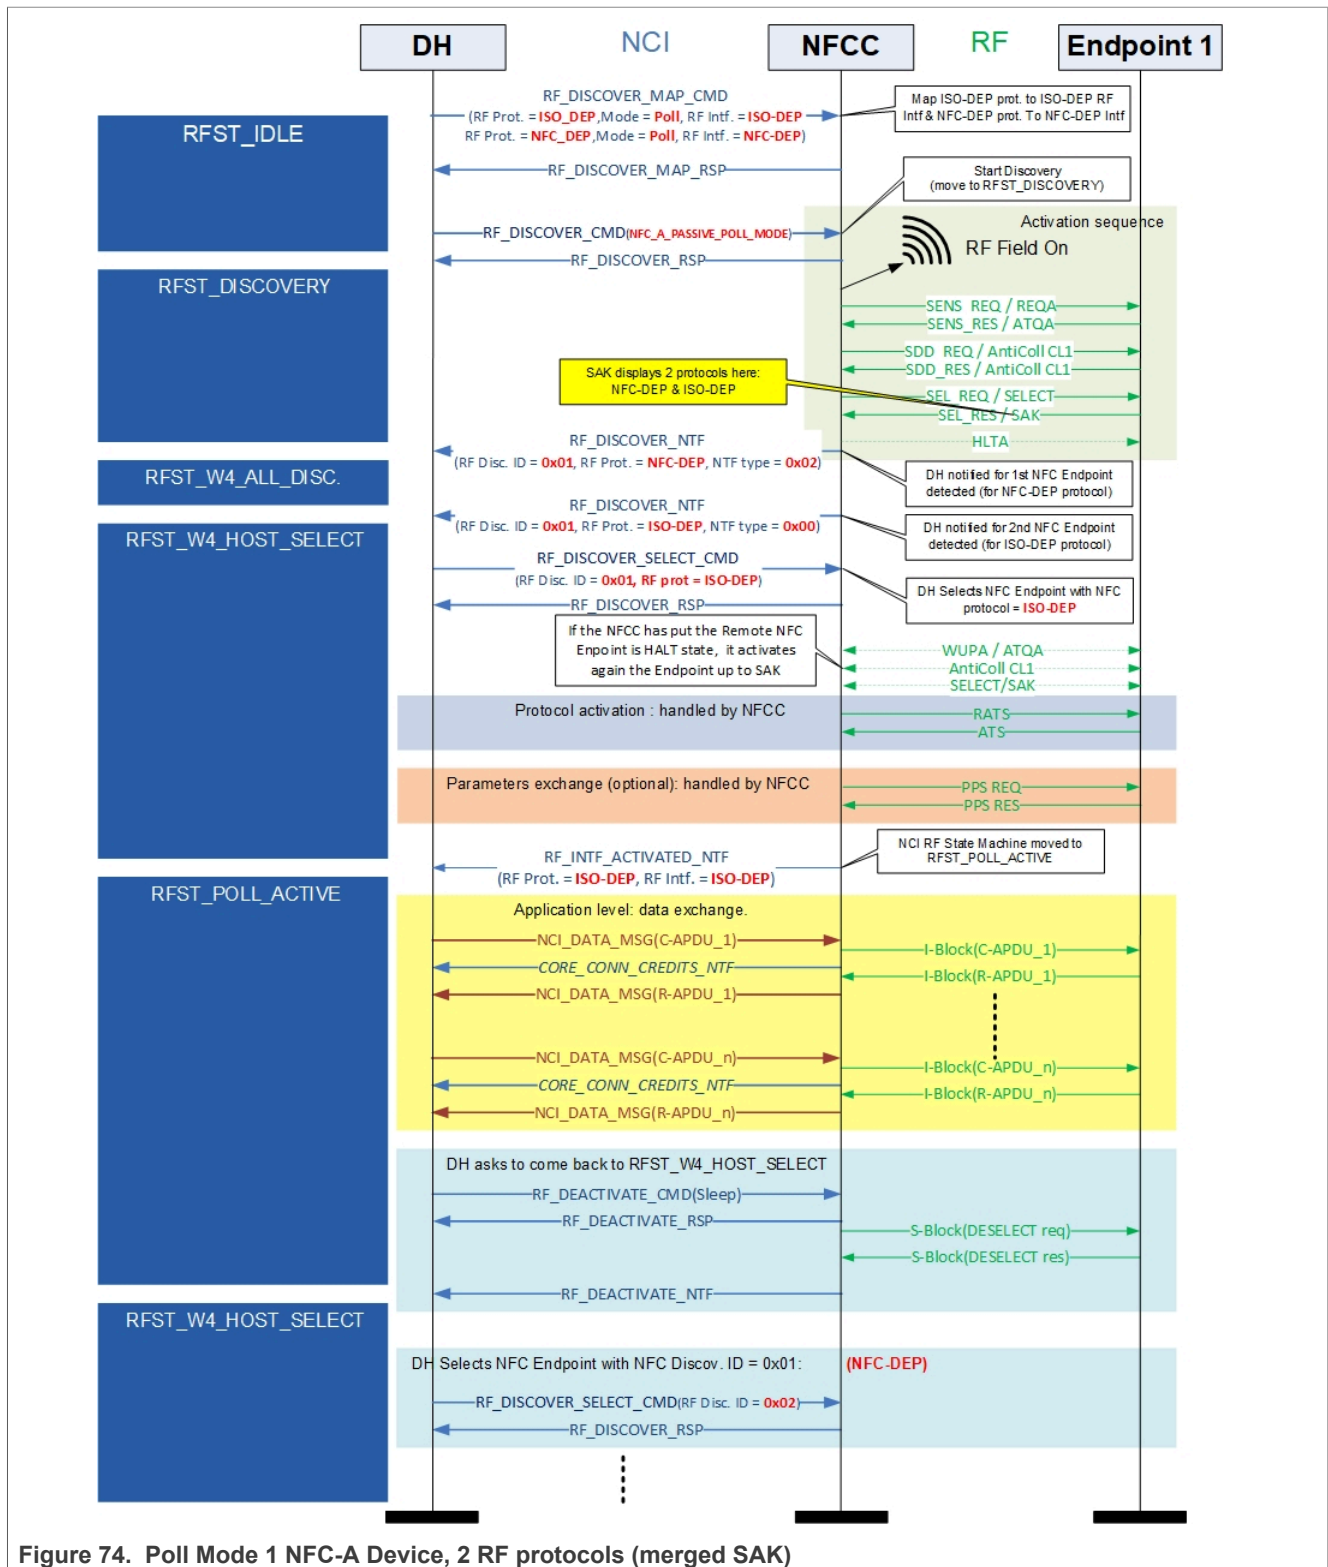 DH
NCI
NFCC
RF
Endpoint 1
RF_DISCOVER_MAP_CMD
(RF Prot. = ISO_DEP,Mode = Poll, RF Intf. = ISO-DEP
RF Prot. = NFC_DEP,Mode = Poll, RF Intf. = NFC-DEP)
Map ISO-DEP prot. to ISO-DEP RF
Intf & NFC-DEP prot. To NFC-DEP Intf
RFST_IDLE
RF_DISCOVER_MAP_RSP
Start Discovery
(move to RFST_DISCOVERY)
RF_DISCOVER_CMD(NFC_A_PASSIVE_POLL_MODE)
Activation sequence
RF Field On
RF_DISCOVER_RSP
RFST_DISCOVERY
SENS_REQ / REQA
SENS_RES / ATQA
SDD_REQ / AntiColl CL1
SDD_RES / AntiColl CL1
SAK displays 2 protocols here:
NFC-DEP & ISO-DEP
SEL_REQ / SELECT
SEL_RES / SAK
HLTA
RF_DISCOVER_NTF
(RF Disc. ID = 0x01, RF Prot. = NFC-DEP, NTF type = 0x02)
DH notified for 1st NFC Endpoint
detected (for NFC-DEP protocol)
RFST_W4_ALL_DISC.
RF_DISCOVER_NTF
(RF Disc. ID = 0x01, RF Prot. = ISO-DEP, NTF type = 0x00)
DH notified for 2nd NFC Endpoint
detected (for ISO-DEP protocol)
RFST_W4_HOST_SELECT
RF_DISCOVER_SELECT_CMD
(RF Disc. ID = 0x01, RF prot = ISO-DEP)
DH Selects NFC Endpoint with NFC
protocol = ISO-DEP
RF_DISCOVER_RSP
If the NFCC has put the Remote NFC
Enpoint is HALT state, it activates
again the Endpoint up to SAK
WUPA / ATQA
AntiColl CL1
SELECT/SAK
Protocol activation : handled by NFCC
RATS
ATS
Parameters exchange (optional): handled by NFCC
PPS REQ
PPS RES
NCI RF State Machine moved to
RFST_POLL_ACTIVE
RF_INTF_ACTIVATED_NTF
(RF Prot. = ISO-DEP, RF Intf. = ISO-DEP)
RFST_POLL_ACTIVE
Application level: data exchange.
NCI_DATA_MSG(C-APDU_1)
I-Block(C-APDU_1)
CORE_CONN_CREDITS_NTF
I-Block(R-APDU_1)
NCI_DATA_MSG(R-APDU_1)
NCI_DATA_MSG(C-APDU_n)
I-Block(C-APDU_n)
CORE_CONN_CREDITS_NTF
I-Block(R-APDU_n)
NCI_DATA_MSG(R-APDU_n)
DH asks to come back to RFST_W4_HOST_SELECT
RF_DEACTIVATE_CMD(Sleep)
RF_DEACTIVATE_RSP
S-Block(DESELECT req)
S-Block(DESELECT res)
RF_DEACTIVATE_NTF
RFST_W4_HOST_SELECT
DH Selects NFC Endpoint with NFC Discov. ID = 0x01: (NFC-DEP)
RF_DISCOVER_SELECT_CMD(RF Disc. ID = 0x02)
RF_DISCOVER_RSP
Figure 74. Poll Mode 1 NFC-A Device, 2 RF protocols (merged SAK)